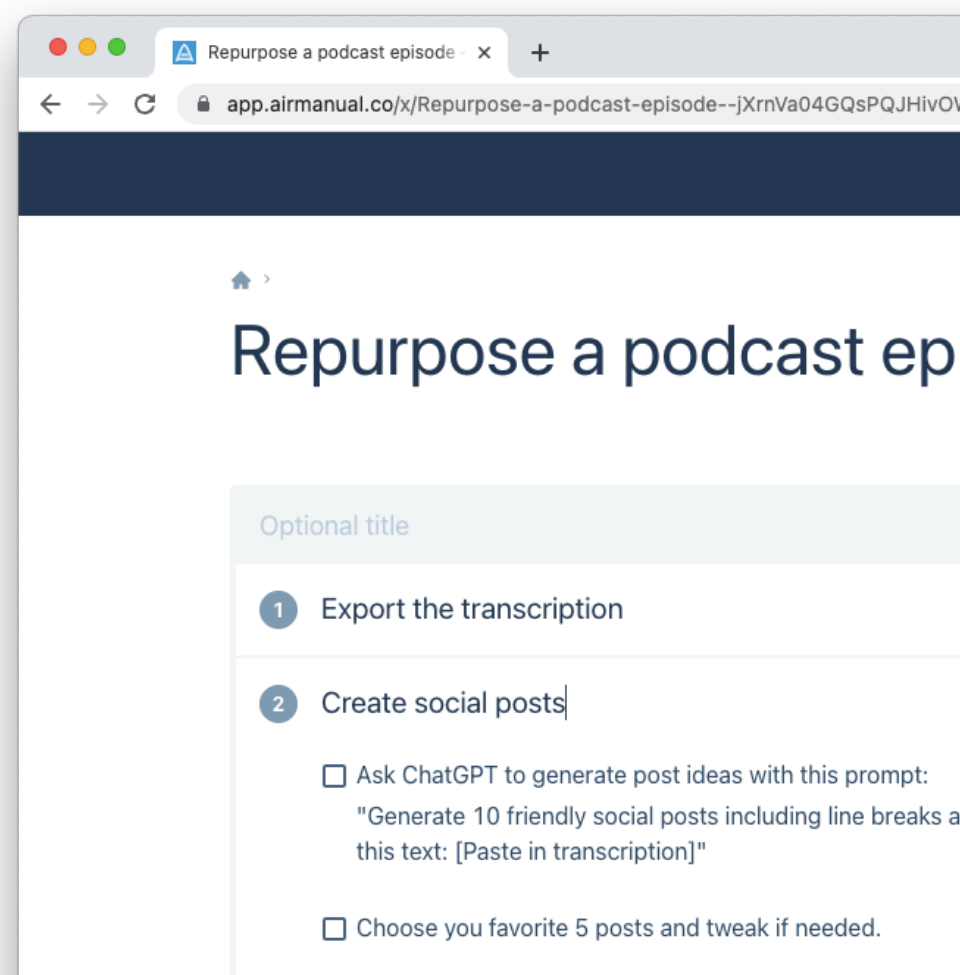 Repurpose a podcast episode -
app.airmanual.co/x/Repurpose-a-podcast-episode--jXrnVa04GQsPQJHivOW
Repurpose a podcast ep
Optional title
1 Export the transcription
2 Create social posts
Ask ChatGPT to generate post ideas with this prompt:
"Generate 10 friendly social posts including line breaks a
this text: [Paste in transcription]"
Choose you favorite 5 posts and tweak if needed.